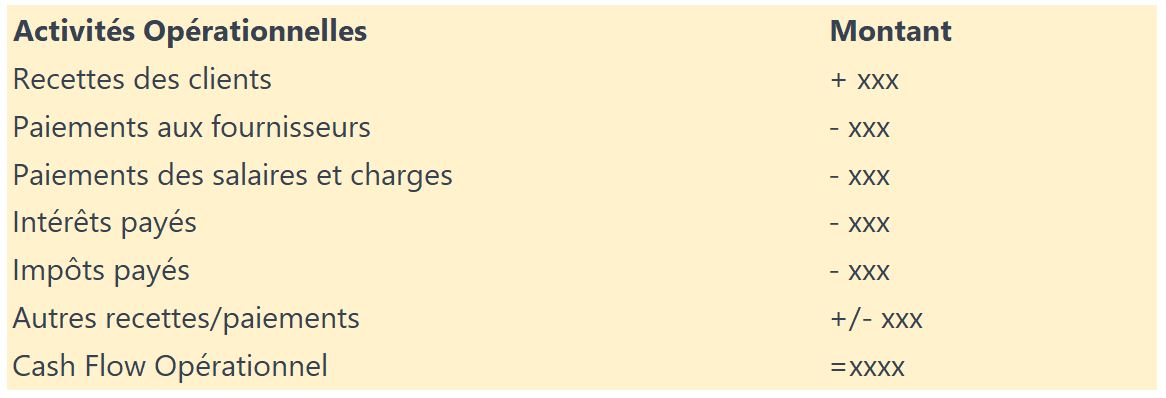 Activités Opérationnelles Montant
Recettes des clients + xxx
Paiements aux fournisseurs - xxx
Paiements des salaires et charges - xxx
Intérêts payés - xxx
Impôts payés - xxx
Autres recettes/paiements +/- xxx
Cash Flow Opérationnel =xxxx